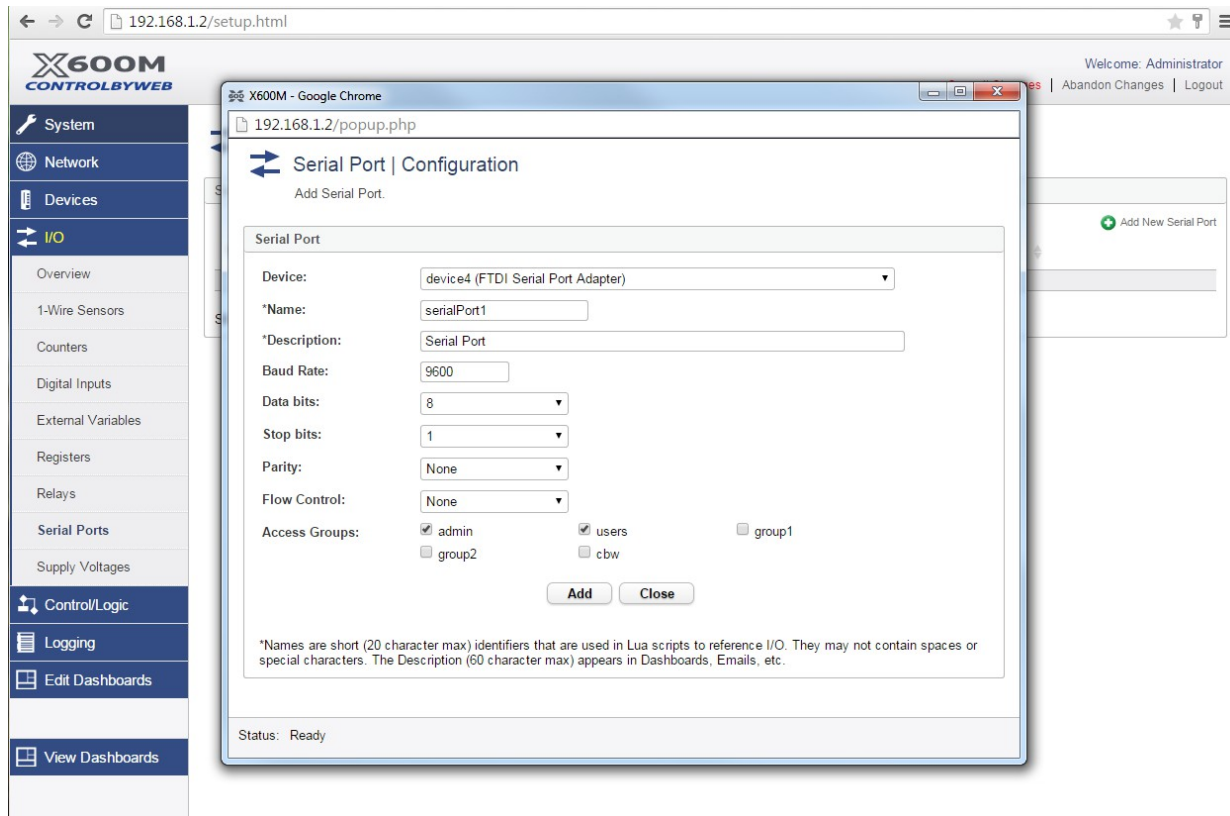 192.168.1.2/setup.html
X600M
CONTROLBYWEB
Welcome: Administrator
es | Abandon Changes | Logout
System
Network
Devices
I/O
Overview
1-Wire Sensors
Counters
Digital Inputs
External Variables
Registers
Relays
Serial Ports
Supply Voltages
Control/Logic
Logging
Edit Dashboards
View Dashboards
Add New Serial Port
X600M - Google Chrome
192.168.1.2/popup.php
Serial Port | Configuration
Add Serial Port.
Serial Port
Device: device4 (FTDI Serial Port Adapter)
*Name: serialPort1
*Description: Serial Port
Baud Rate: 9600
Data bits: 8
Stop bits: 1
Parity: None
Flow Control: None
Access Groups: admin users group1
group2 cbw
Add Close
*Names are short (20 character max) identifiers that are used in Lua scripts to reference I/O. They may not contain spaces or
special characters. The Description (60 character max) appears in Dashboards, Emails, etc.
Status: Ready